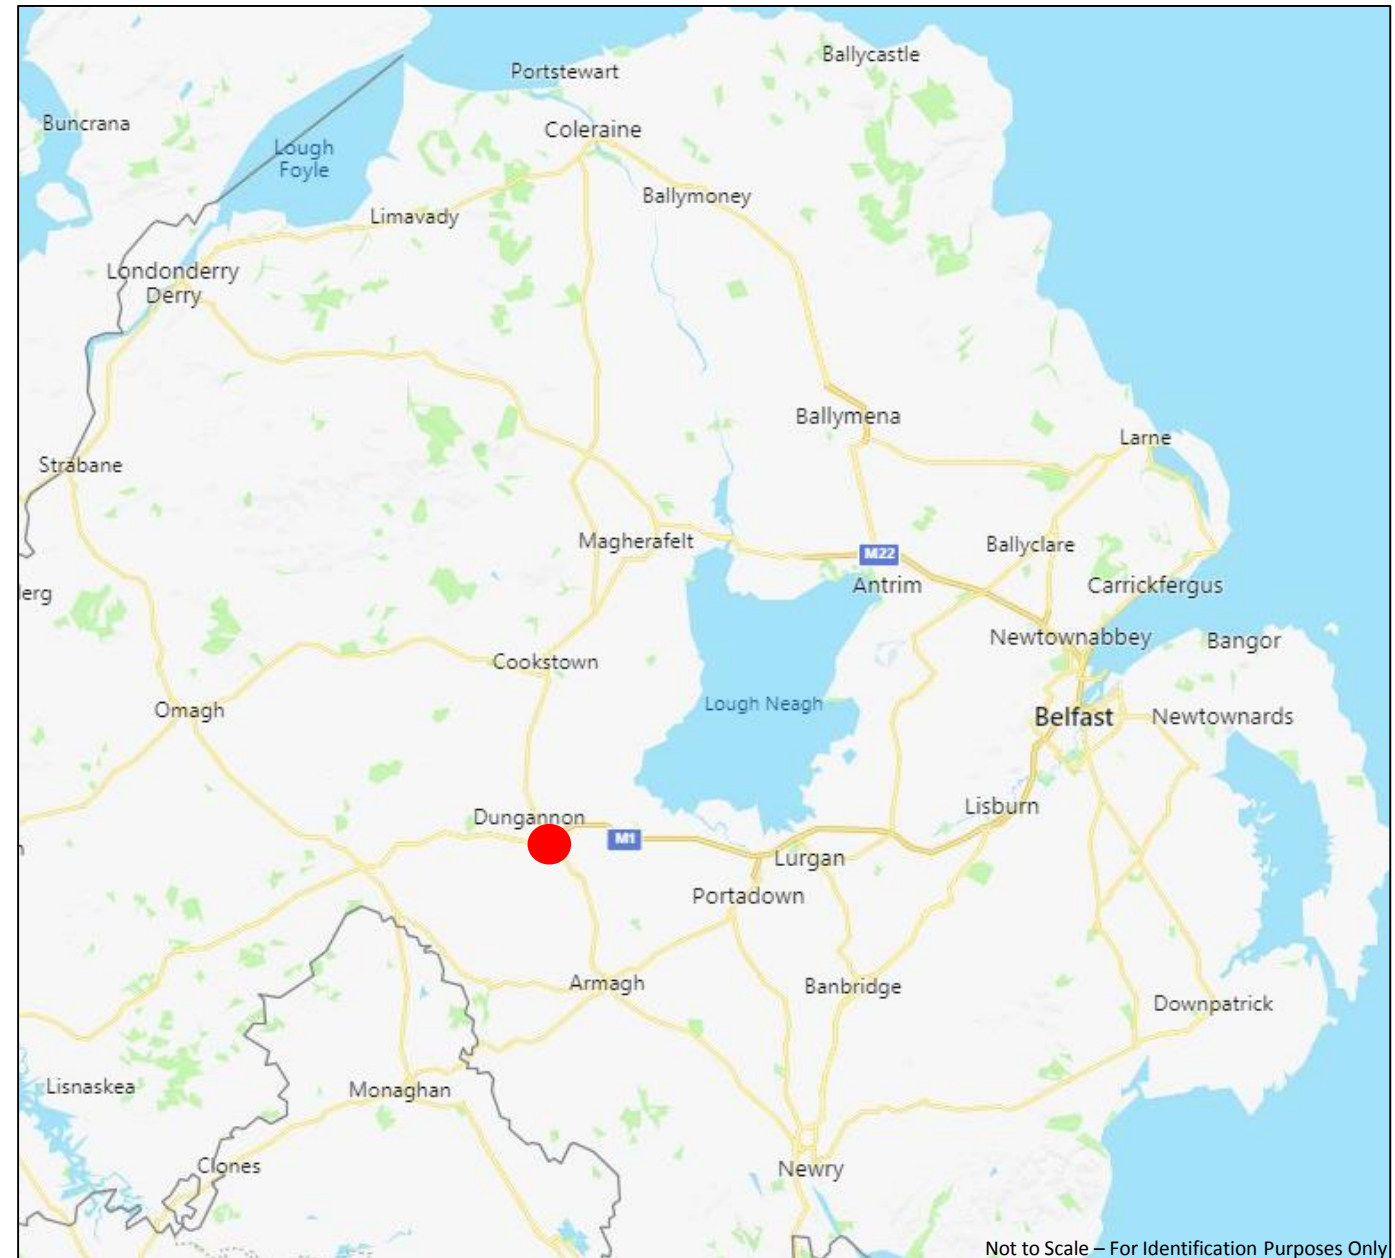 Ballycastle
Portstewart
Buncrana
Coleraine
Lough
Foyle
Ballymoney
Limavady
Londonderry
Derry
Ballymena
Larne
Strabane
Magherafelt
M22
Ballyclare
Antrim
Carrickfergus
erg
Newtownabbey
Bangor
Cookstown
Lough Neagh
Omagh
Belfast
Newtownards
Lisburn
Dungannon
M1
Lurgan
Portadown
Armagh
Banbridge
Downpatrick
Lisnaskea
Monaghan
Clones
Newry
Not to Scale – For Identification Purposes Only